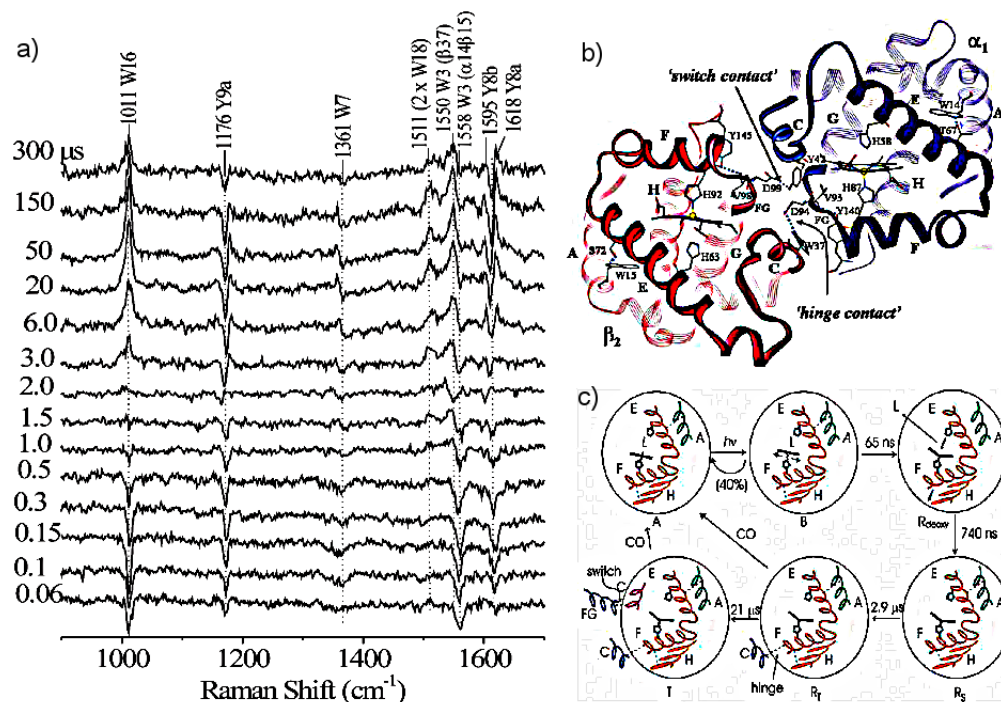 a)
1011 W16
1176 Y9a
1361 W7
1511 (2 x W18)
1550 W3 (β37)
1558 W3 (α14β15)
1595 Y8b
1618 Y8a
300 μs
150
50
20
6.0
3.0
2.0
1.5
1.0
0.5
0.3
0.15
0.1
0.06
1000 1200 1400 1600
Raman Shift (cm⁻¹)
b)
α1
'switch contact'
E
W14
A
G
C
T67
F
Y145
H58
Y42
H
H92
V98
D99
H87
H
FG
V93
D94
Y140
FG
A
S72
G
W37
F
W15
E
H63
C
β2
'hinge contact'
c)
E
L
A
F
H
A
hν
(40%)
E
L
A
F
H
B
65 ns
L
E
A
F
H
Rdeoxy
740 ns
CO
CO
switch
C
FG
E
A
F
C
H
T
21 μs
E
A
F
C
H
hinge
RT
2.9 μs
E
A
F
H
RS